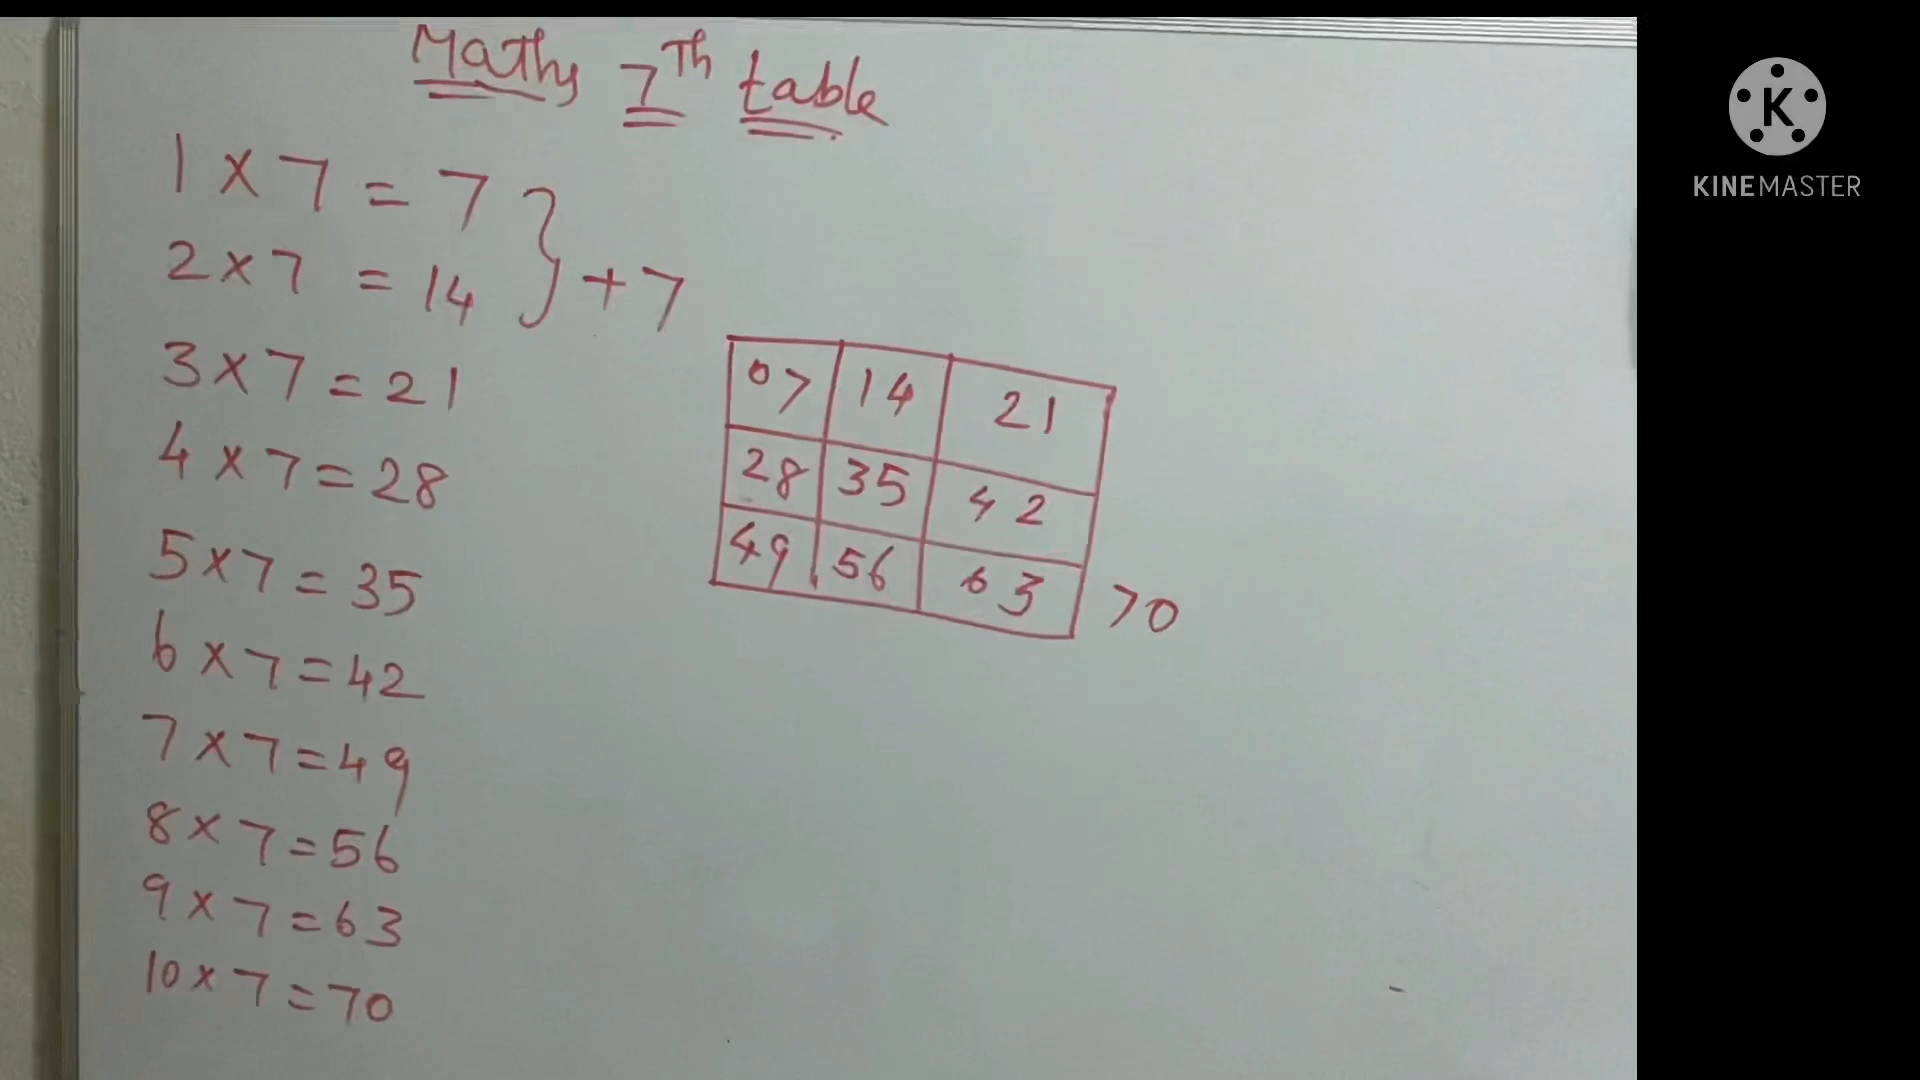 Maths 7Th table
1 x 7 = 7
2 x 7 = 14
} + 7
3 x 7 = 21
4 x 7 = 28
5 x 7 = 35
6 x 7 = 42
7 x 7 = 49
8 x 7 = 56
9 x 7 = 63
10 x 7 = 70
07 14 21
28 35 42
49 56 63 70
K
KINEMASTER